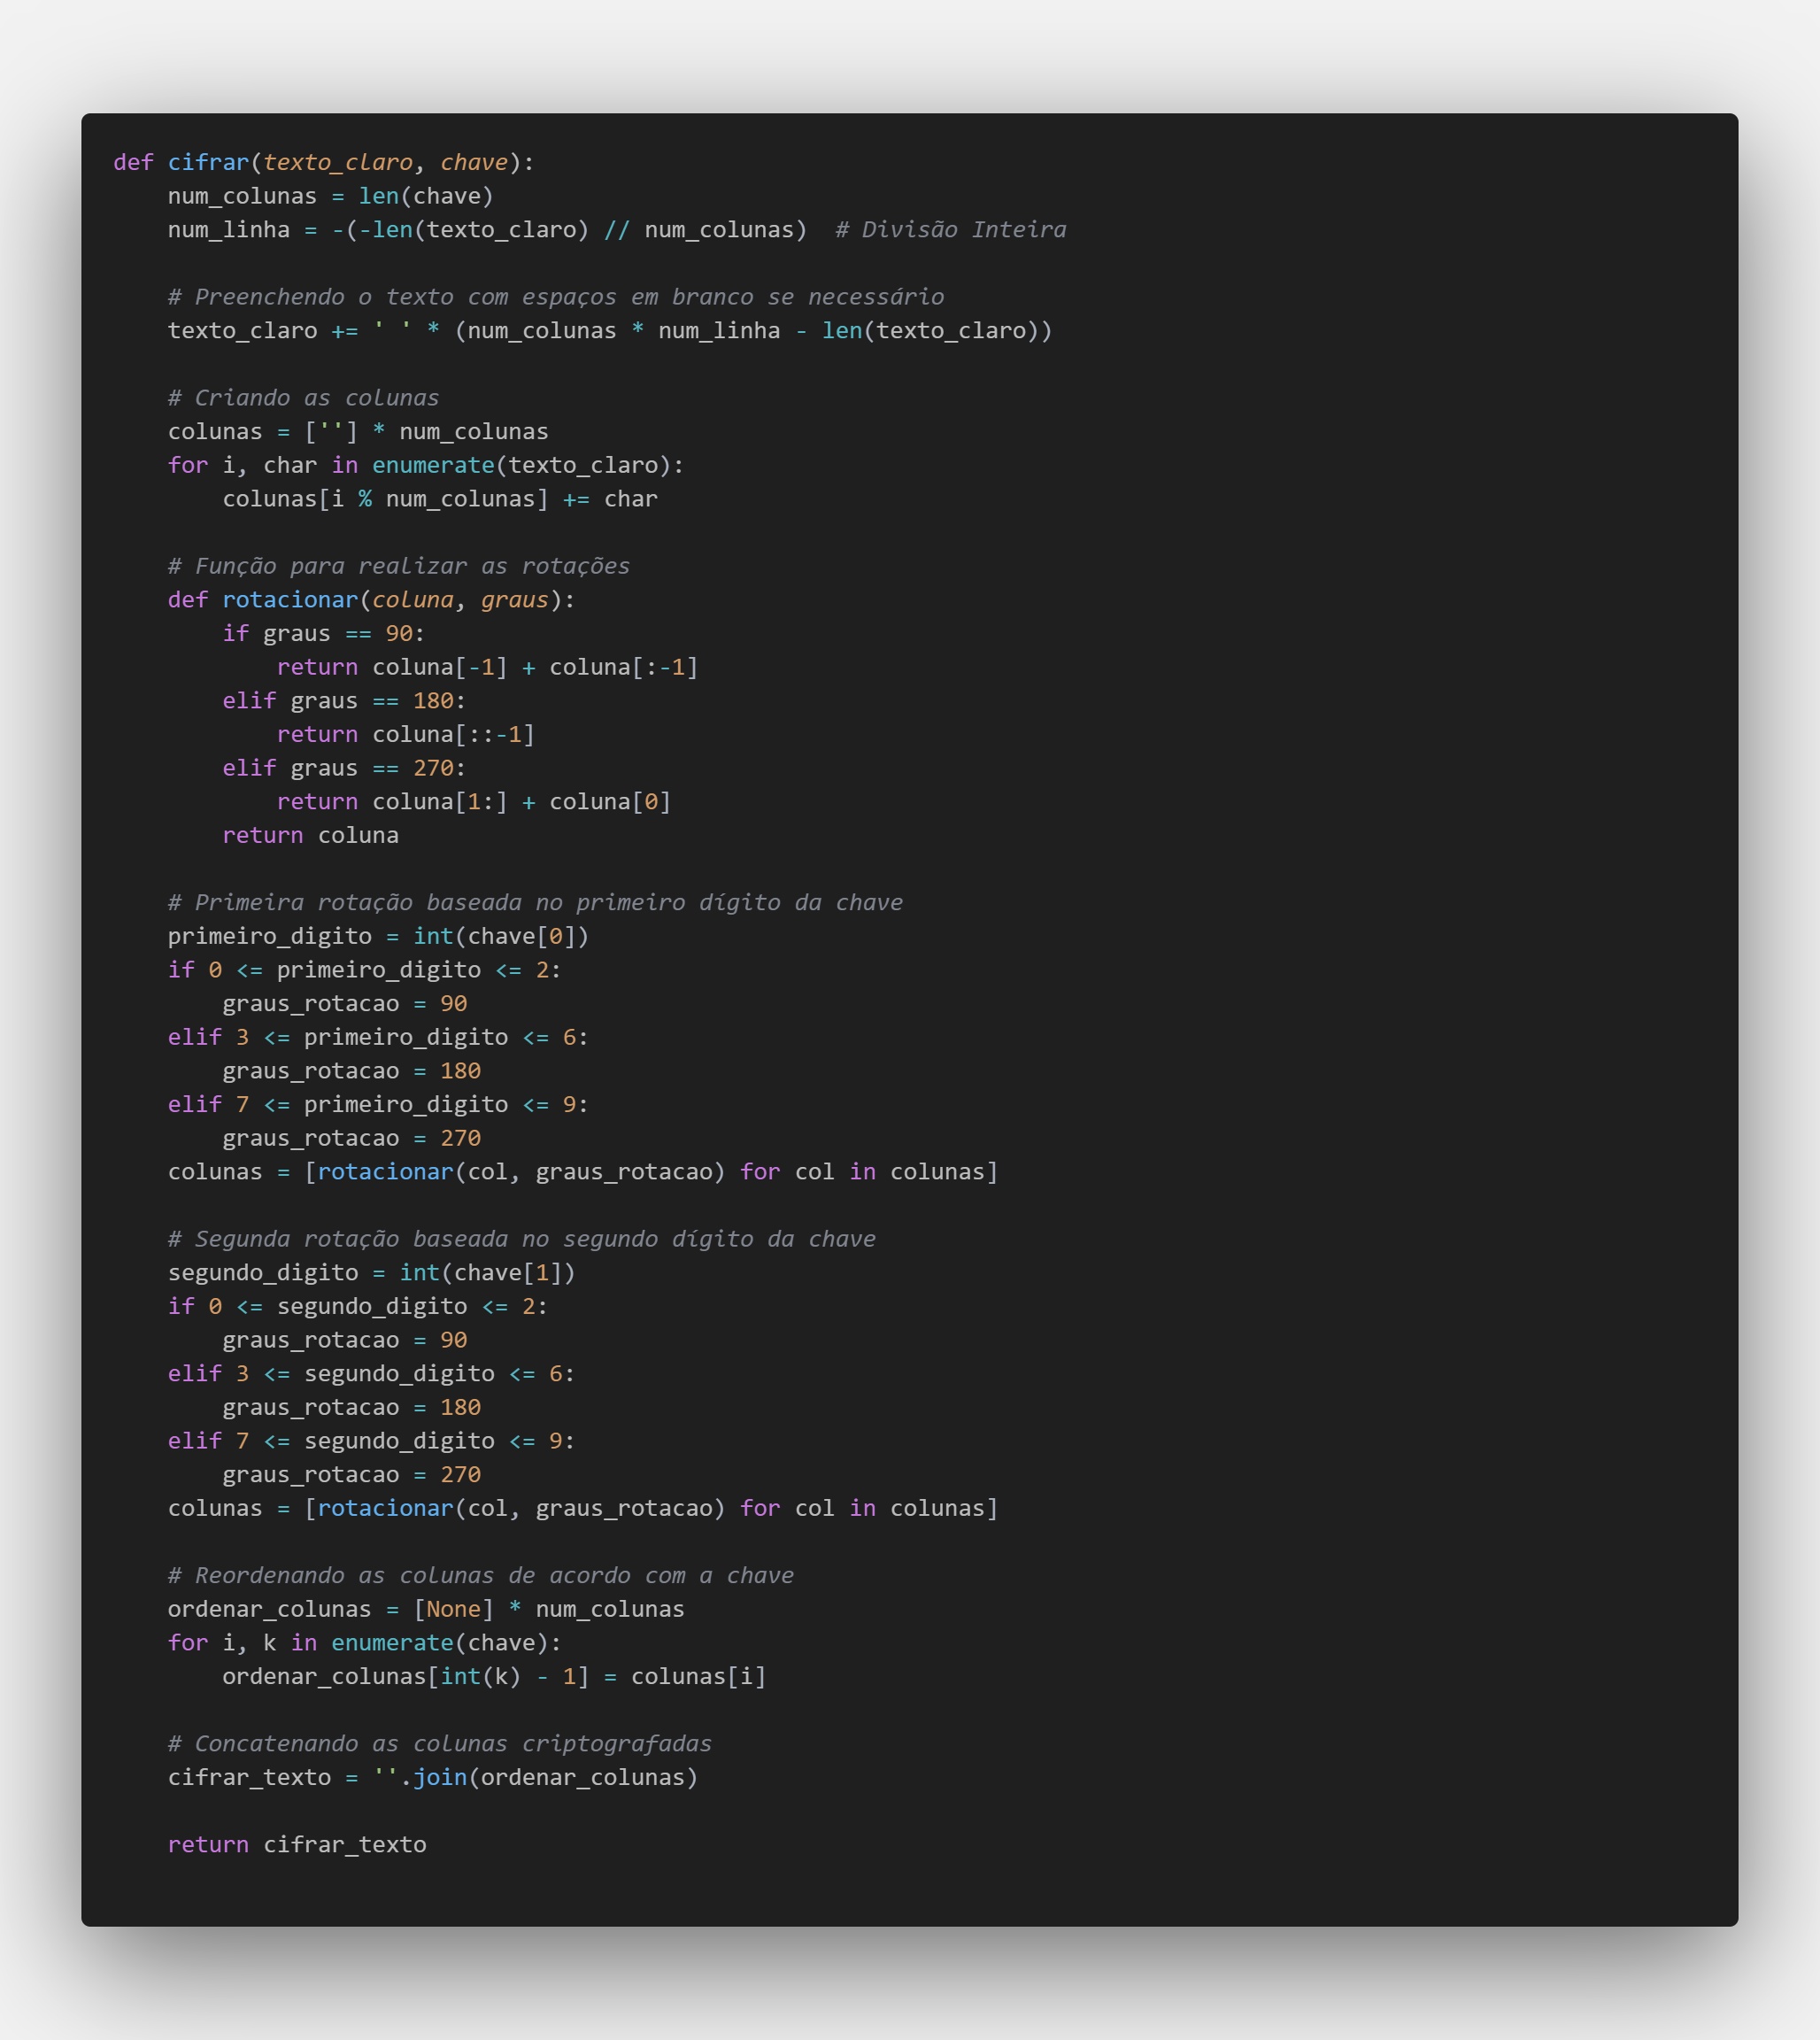 def cifrar(texto_claro, chave):
    num_colunas = len(chave)
    num_linha = -(-len(texto_claro) // num_colunas)  # Divisão Inteira

    # Preenchendo o texto com espaços em branco se necessário
    texto_claro += ' ' * (num_colunas * num_linha - len(texto_claro))

    # Criando as colunas
    colunas = [''] * num_colunas
    for i, char in enumerate(texto_claro):
        colunas[i % num_colunas] += char

    # Função para realizar as rotações
    def rotacionar(coluna, graus):
        if graus == 90:
            return coluna[-1] + coluna[:-1]
        elif graus == 180:
            return coluna[::-1]
        elif graus == 270:
            return coluna[1:] + coluna[0]
        return coluna

    # Primeira rotação baseada no primeiro dígito da chave
    primeiro_digito = int(chave[0])
    if 0 <= primeiro_digito <= 2:
        graus_rotacao = 90
    elif 3 <= primeiro_digito <= 6:
        graus_rotacao = 180
    elif 7 <= primeiro_digito <= 9:
        graus_rotacao = 270
    colunas = [rotacionar(col, graus_rotacao) for col in colunas]

    # Segunda rotação baseada no segundo dígito da chave
    segundo_digito = int(chave[1])
    if 0 <= segundo_digito <= 2:
        graus_rotacao = 90
    elif 3 <= segundo_digito <= 6:
        graus_rotacao = 180
    elif 7 <= segundo_digito <= 9:
        graus_rotacao = 270
    colunas = [rotacionar(col, graus_rotacao) for col in colunas]

    # Reordenando as colunas de acordo com a chave
    ordenar_colunas = [None] * num_colunas
    for i, k in enumerate(chave):
        ordenar_colunas[int(k) - 1] = colunas[i]

    # Concatenando as colunas criptografadas
    cifrar_texto = ''.join(ordenar_colunas)

    return cifrar_texto